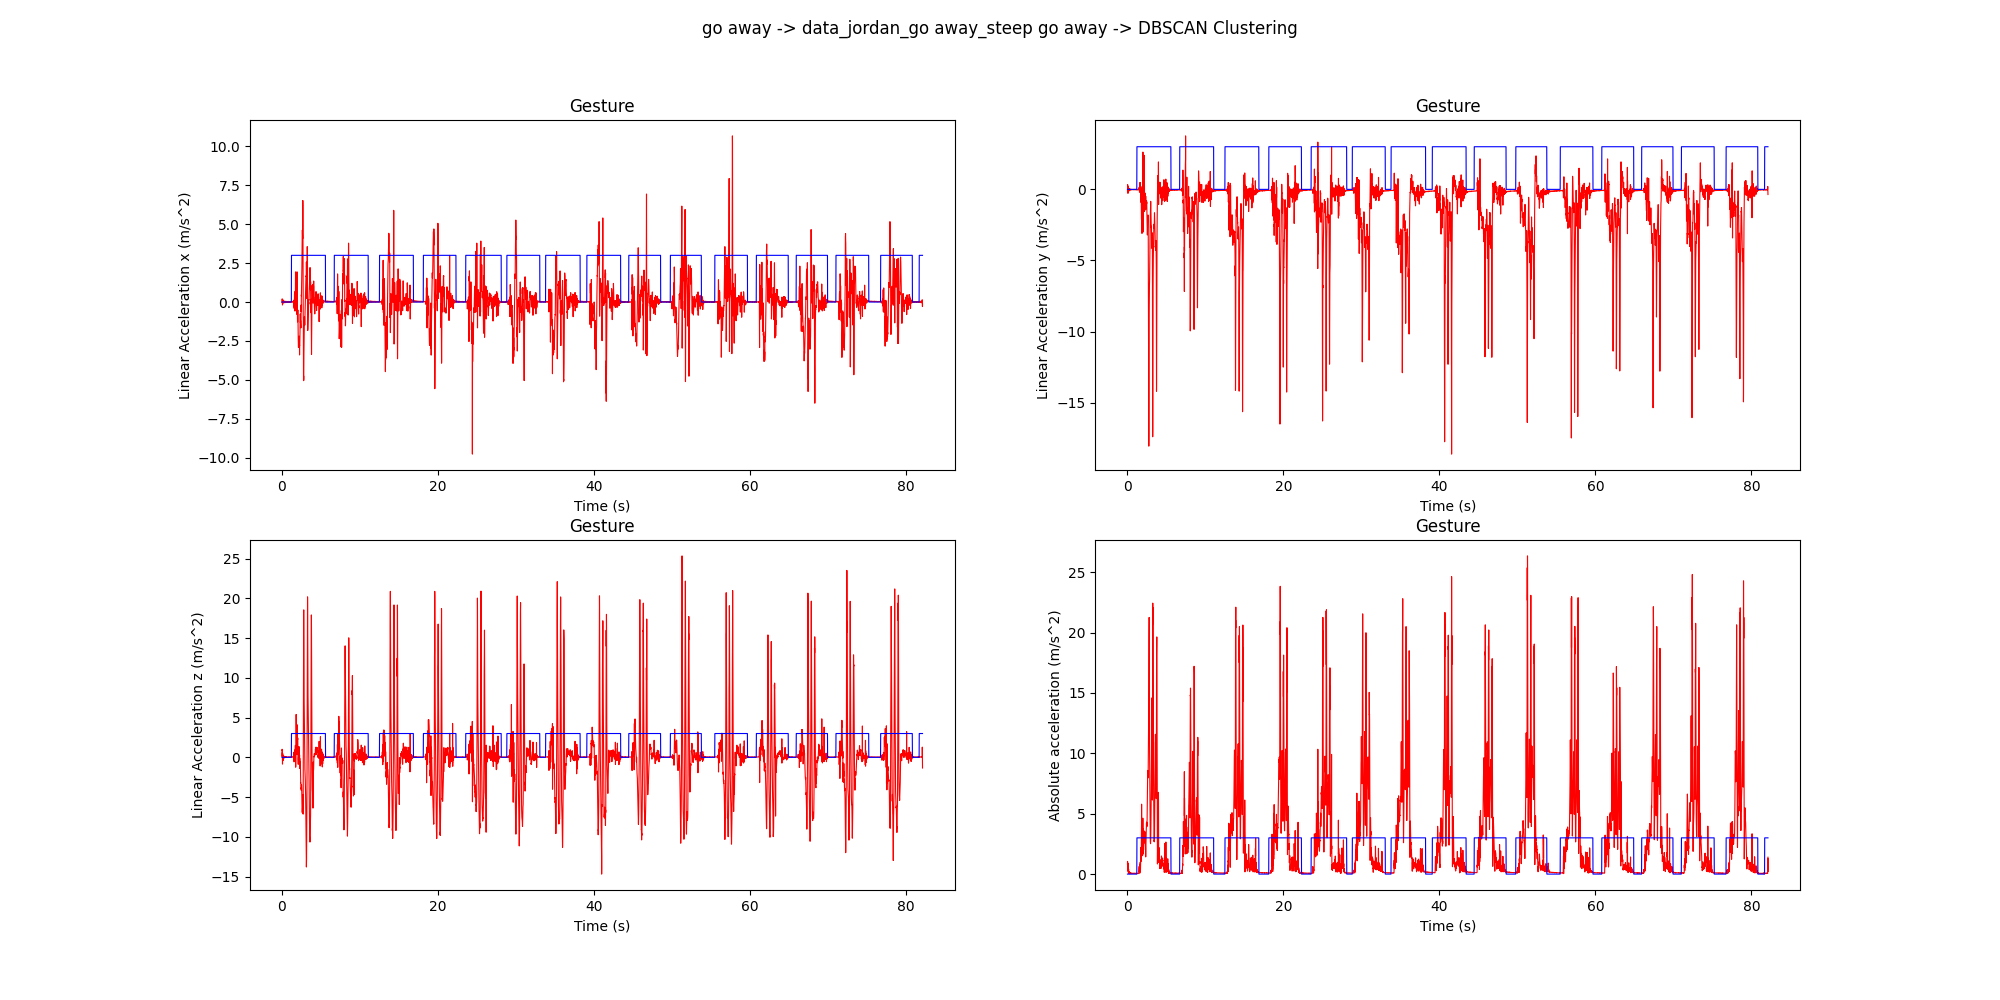 go away -> data_jordan_go away_steep go away -> DBSCAN Clustering
Gesture
Linear Acceleration x (m/s^2)
10.0
7.5
5.0
2.5
0.0
−2.5
−5.0
−7.5
−10.0
0 20 40 60 80
Time (s)
Gesture
Linear Acceleration y (m/s^2)
0
−5
−10
−15
0 20 40 60 80
Time (s)
Gesture
Linear Acceleration z (m/s^2)
25
20
15
10
5
0
−5
−10
−15
0 20 40 60 80
Time (s)
Gesture
Absolute acceleration (m/s^2)
25
20
15
10
5
0
0 20 40 60 80
Time (s)